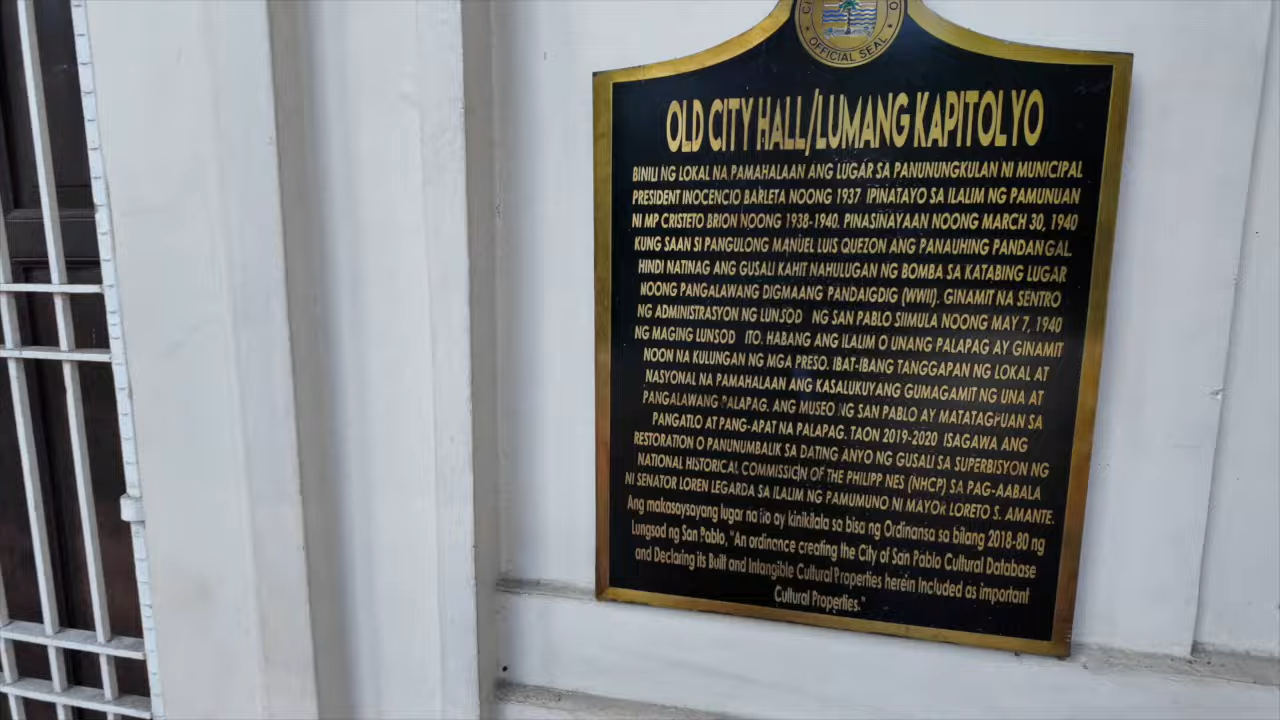 OFFICIAL SEAL
OLD CITY HALL/LUMANG KAPITOLYO
BINILI NG LOKAL NA PAMAHALAAN ANG LUGAR SA PANUNUNGKULAN NI MUNICIPAL
PRESIDENT INOCENCIO BARLETA NOONG 1937 IPINATAYO SA ILALIM NG PAMUNUAN
NI MP CRISTETO BRION NOONG 1938-1940. PINASINAYAAN NOONG MARCH 30, 1940
KUNG SAAN SI PANGULONG MANUEL LUIS QUEZON ANG PANAUHING PANDANGAL.
HINDI NATINAG ANG GUSALI KAHIT NAHULUGAN NG BOMBA SA KATABING LUGAR
NOONG PANGALAWANG DIGMAANG PANDAIGDIG (WWII). GINAMIT NA SENTRO
NG ADMINISTRASYON NG LUNSOD NG SAN PABLO SIIMULA NOONG MAY 7, 1940
NG MAGING LUNSOD ITO. HABANG ANG ILALIM O UNANG PALAPAG AY GINAMIT
NOON NA KULUNGAN NG MGA PRESO. IBAT-IBANG TANGGAPAN NG LOKAL AT
NASYONAL NA PAMAHALAAN ANG KASALUKUYANG GUMAGAMIT NG UNA AT
PANGALAWANG PALAPAG. ANG MUSEO NG SAN PABLO AY MATATAGPUAN SA
PANGATLO AT PANG-APAT NA PALAPAG. TAON 2019-2020 ISAGAWA ANG
RESTORATION O PANUNUMBALIK SA DATING ANYO NG GUSALI SA SUPERBISYON NG
NATIONAL HISTORICAL COMMISSION OF THE PHILIPP NES (NHCP) SA PAG-AABALA
NI SENATOR LOREN LEGARDA SA ILALIM NG PAMUMUNO NI MAYOR LORETO S. AMANTE.
Ang makasaysayang lugar na ito ay kinikilala sa bisa ng Ordinansa sa bilang 2018-80 ng
Lungsod ng San Pablo, "An ordinance creating the City of San Pablo Cultural Database
and Declaring its Built and Intangible Cultural Properties herein Included as important
Cultural Properties."